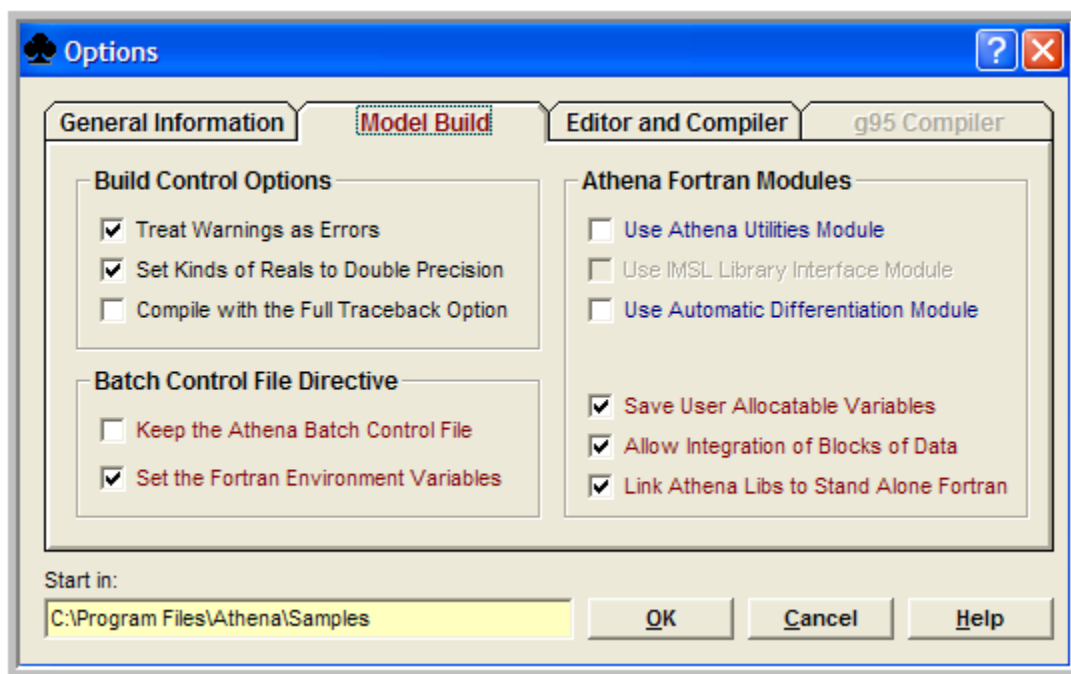 Options
General Information
Model Build
Editor and Compiler
g95 Compiler
Build Control Options
Treat Warnings as Errors
Set Kinds of Reals to Double Precision
Compile with the Full Traceback Option
Batch Control File Directive
Keep the Athena Batch Control File
Set the Fortran Environment Variables
Athena Fortran Modules
Use Athena Utilities Module
Use IMSL Library Interface Module
Use Automatic Differentiation Module
Save User Allocatable Variables
Allow Integration of Blocks of Data
Link Athena Libs to Stand Alone Fortran
Start in:
C:\Program Files\Athena\Samples
OK
Cancel
Help